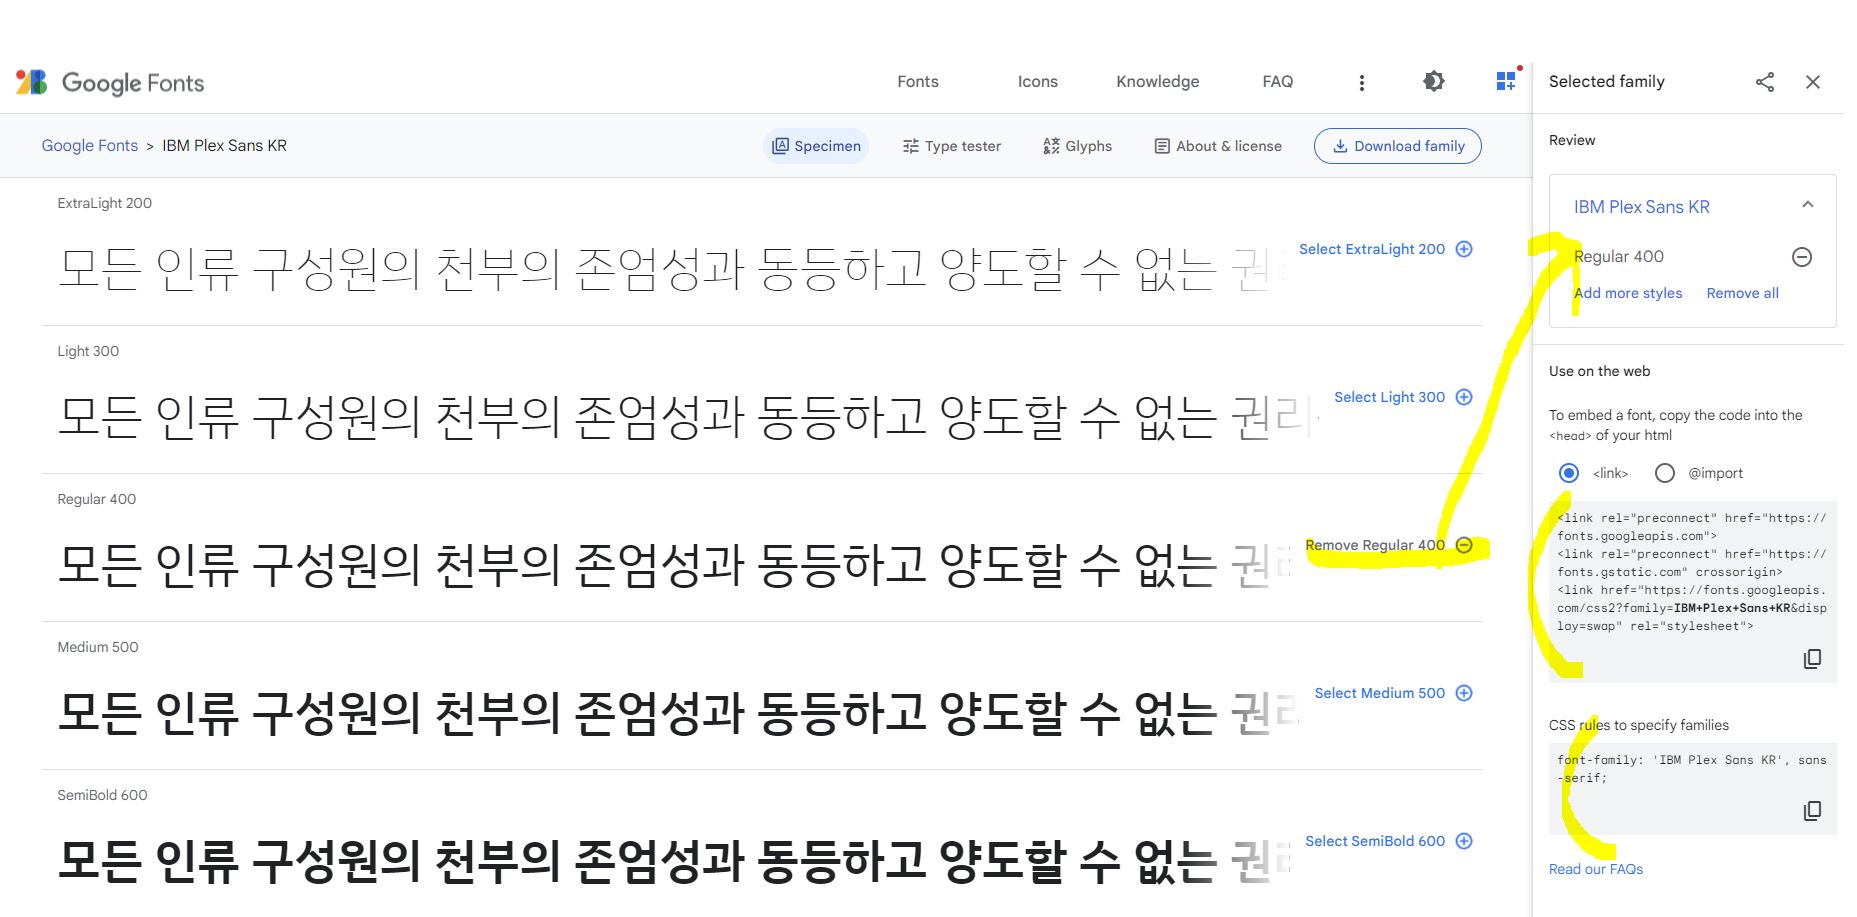 Google Fonts
Fonts
Icons
Knowledge
FAQ
Google Fonts > IBM Plex Sans KR
Specimen
Type tester
Glyphs
About & license
Download family
ExtraLight 200
모든 인류 구성원의 천부의 존엄성과 동등하고 양도할 수 없는 권
Select ExtraLight 200
Light 300
모든 인류 구성원의 천부의 존엄성과 동등하고 양도할 수 없는 권리
Select Light 300
Regular 400
모든 인류 구성원의 천부의 존엄성과 동등하고 양도할 수 없는 권
Remove Regular 400
Medium 500
모든 인류 구성원의 천부의 존엄성과 동등하고 양도할 수 없는 권
Select Medium 500
SemiBold 600
모든 인류 구성원의 천부의 존엄성과 동등하고 양도할 수 없는 권
Select SemiBold 600
Selected family
Review
IBM Plex Sans KR
Regular 400
Add more styles
Remove all
Use on the web
To embed a font, copy the code into the
<head> of your html
<link>
@import
<link rel="preconnect" href="https://
fonts.googleapis.com">
<link rel="preconnect" href="https://
fonts.gstatic.com" crossorigin>
<link href="https://fonts.googleapis.
com/css2?family=IBM+Plex+Sans+KR&disp
lay=swap" rel="stylesheet">
CSS rules to specify families
font-family: 'IBM Plex Sans KR', sans
-serif;
Read our FAQs